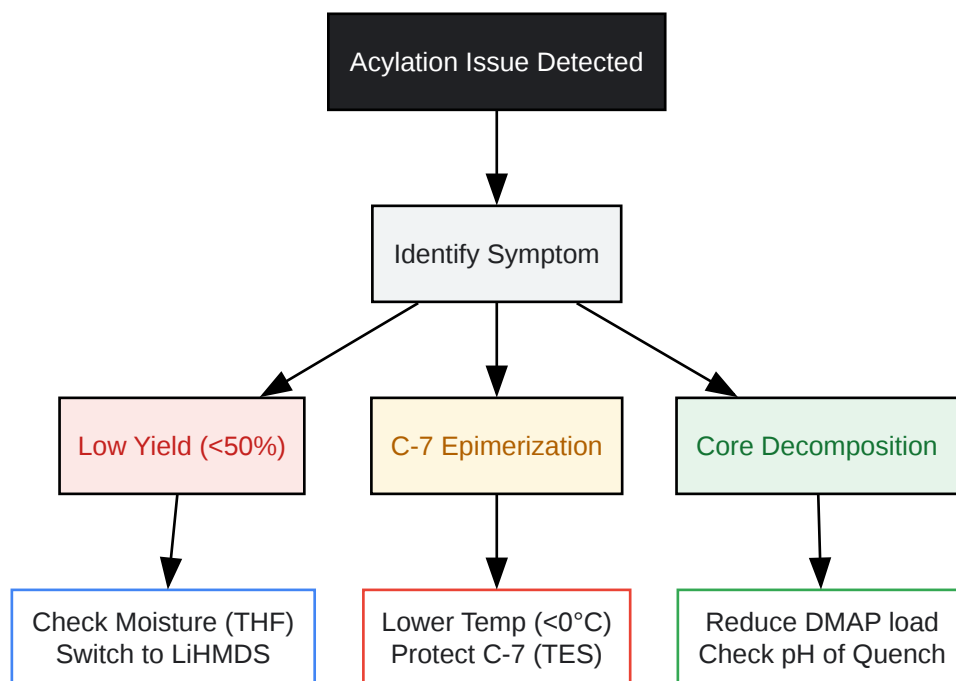 Acylation Issue Detected
Identify Symptom
Low Yield (<50%)
C-7 Epimerization
Core Decomposition
Check Moisture (THF)
Switch to LiHMDS
Lower Temp (<0°C)
Protect C-7 (TES)
Reduce DMAP load
Check pH of Quench